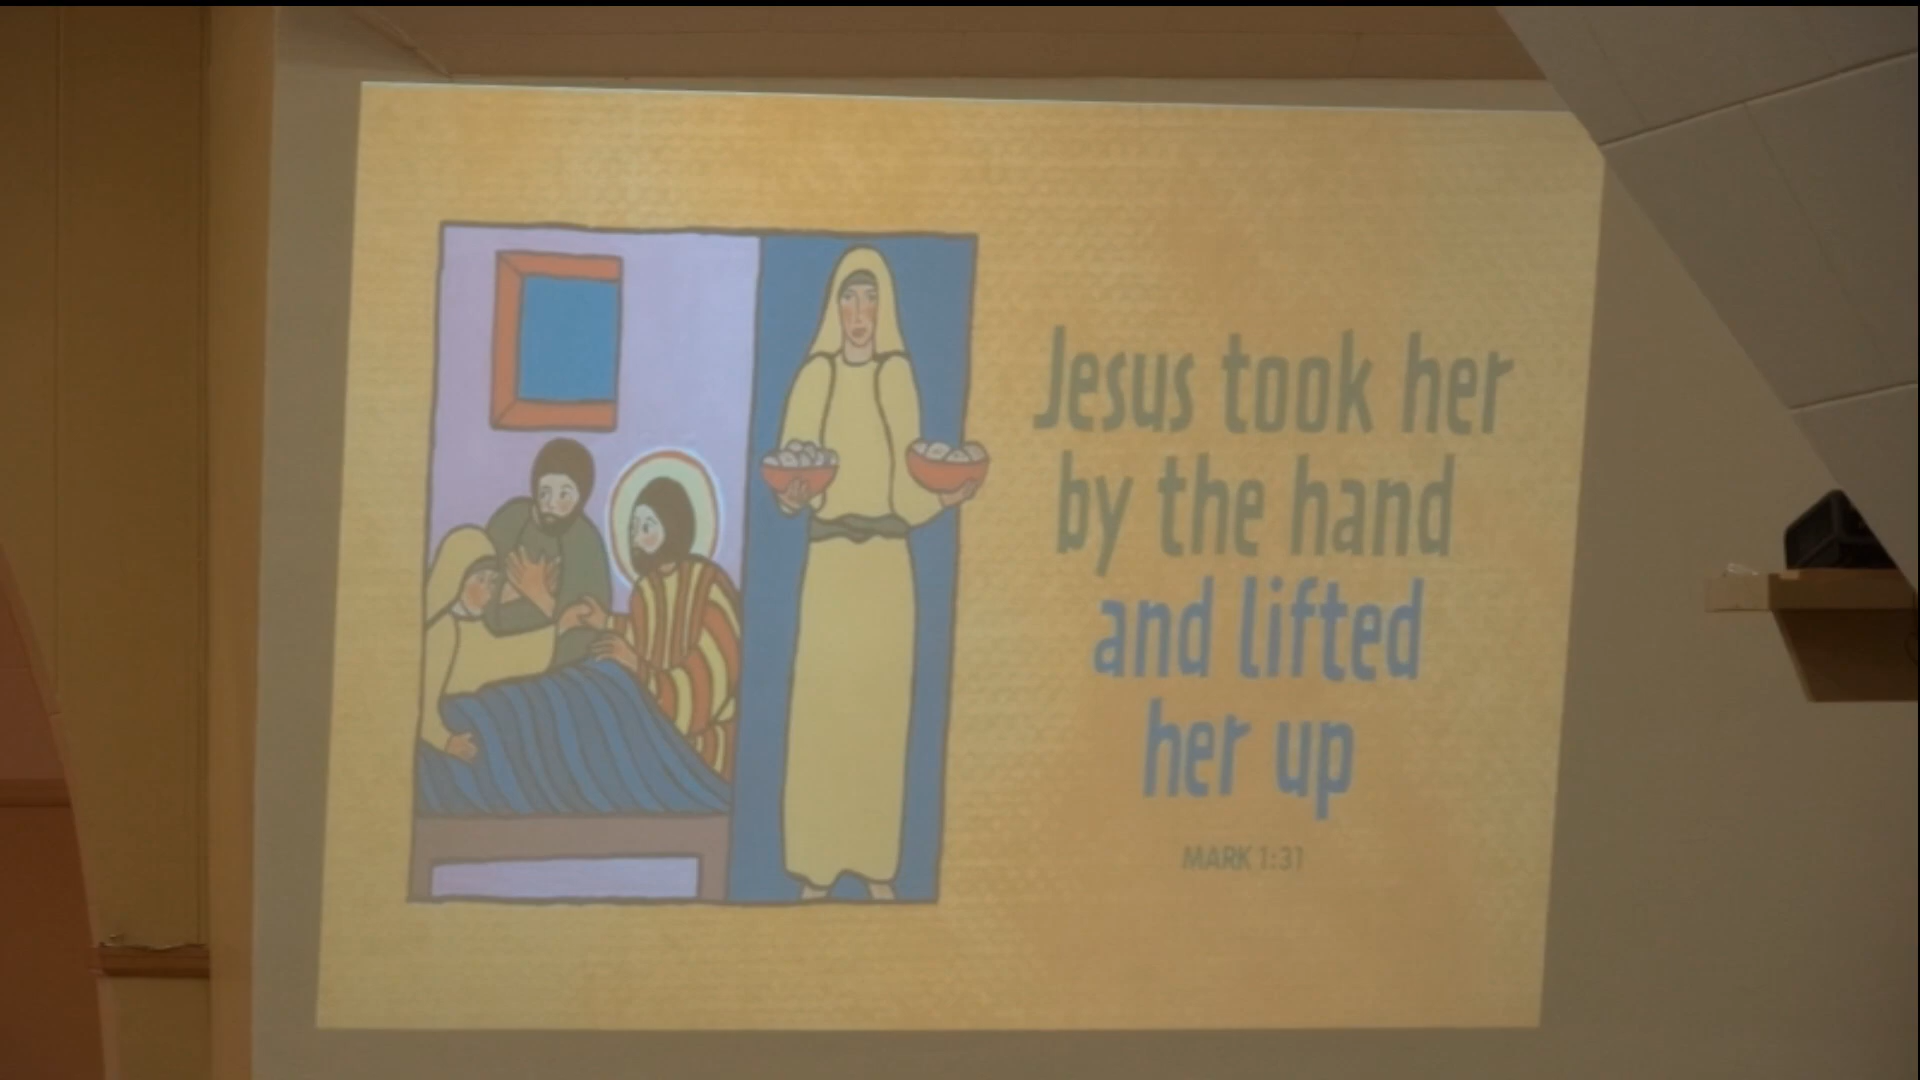 Jesus took her
by the hand
and lifted
her up
MARK 1:31